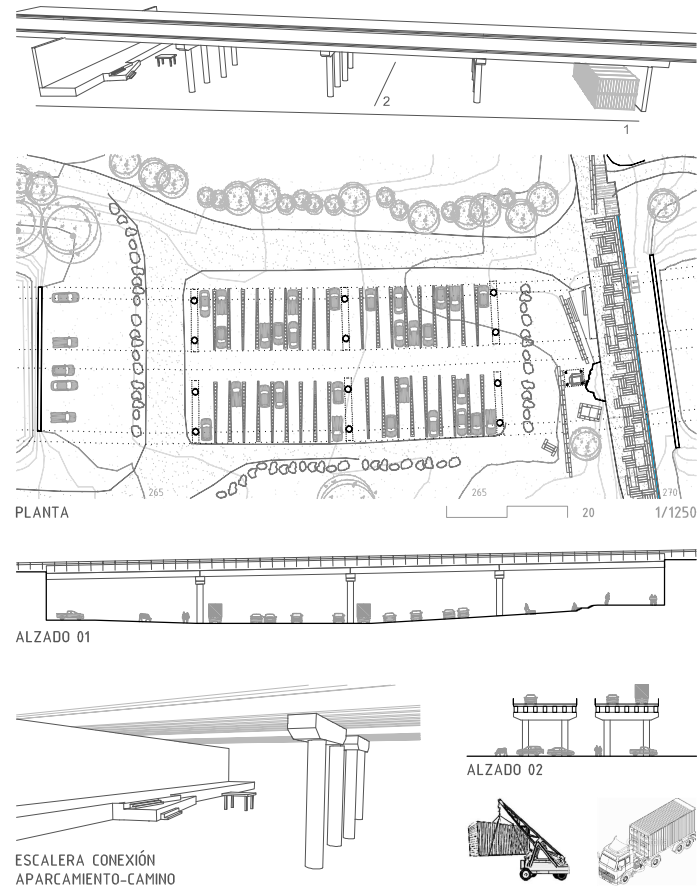 2
1
265
265
270
PLANTA
20
1/1250
ALZADO 01
ALZADO 02
ESCALERA CONEXIÓN
APARCAMIENTO-CAMINO